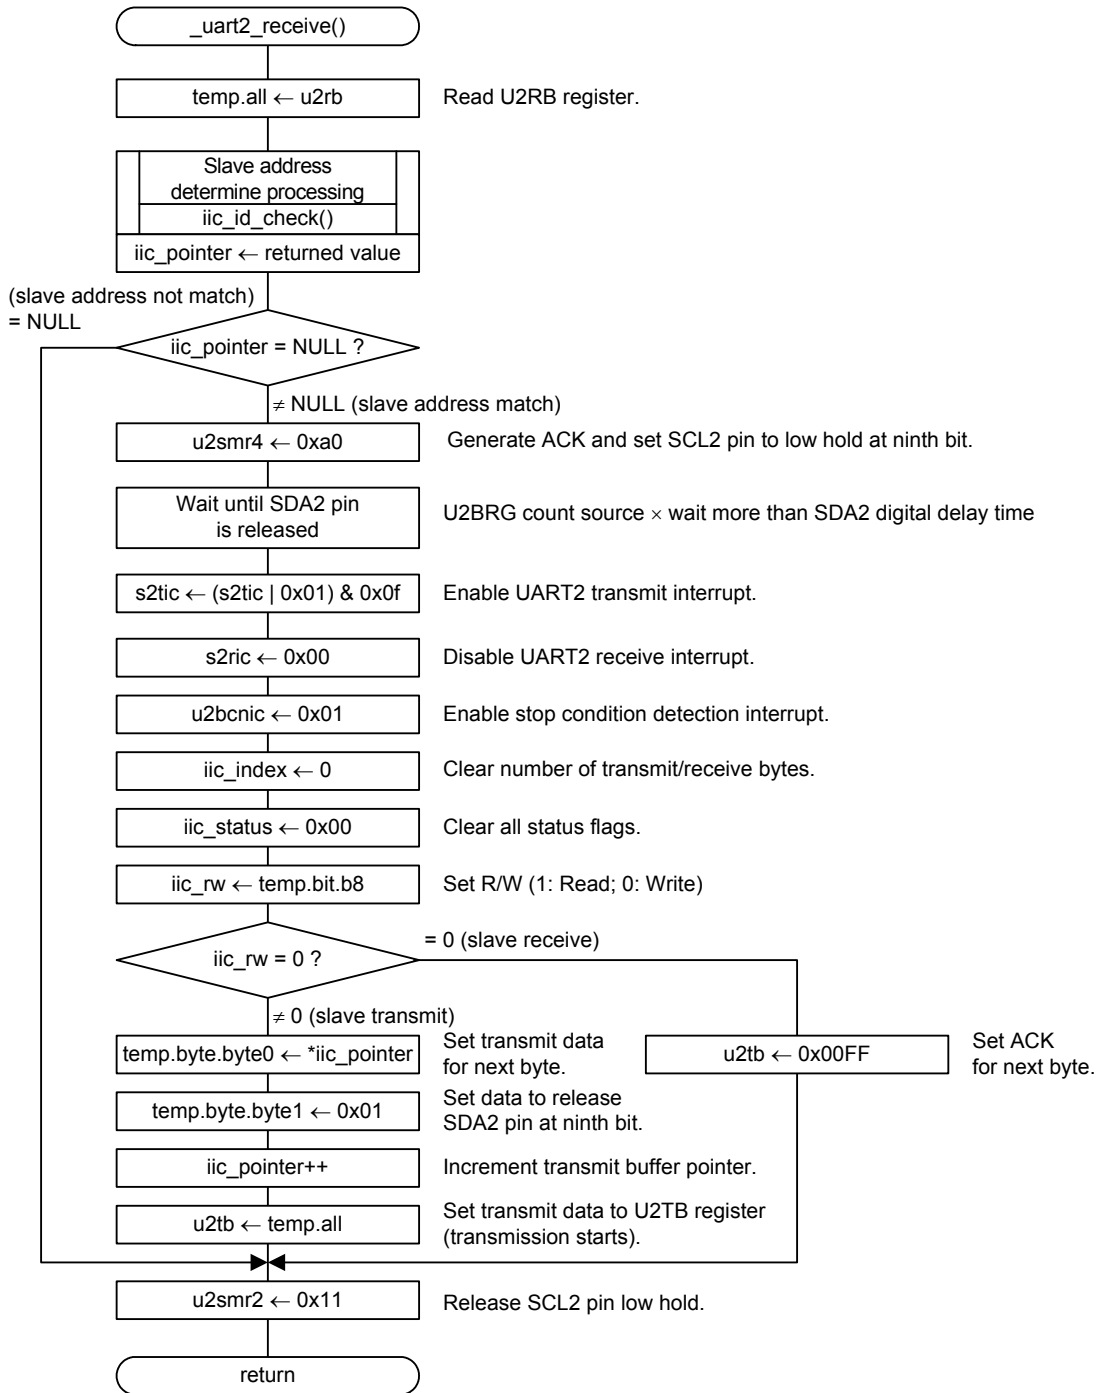 _uart2_receive()
temp.all ← u2rb
Read U2RB register.
Slave address
determine processing
iic_id_check()
iic_pointer ← returned value
(slave address not match)
= NULL
iic_pointer = NULL ?
≠ NULL (slave address match)
u2smr4 ← 0xa0
Generate ACK and set SCL2 pin to low hold at ninth bit.
Wait until SDA2 pin
is released
U2BRG count source × wait more than SDA2 digital delay time
s2tic ← (s2tic | 0x01) & 0x0f
Enable UART2 transmit interrupt.
s2ric ← 0x00
Disable UART2 receive interrupt.
u2bcnic ← 0x01
Enable stop condition detection interrupt.
iic_index ← 0
Clear number of transmit/receive bytes.
iic_status ← 0x00
Clear all status flags.
iic_rw ← temp.bit.b8
Set R/W (1: Read; 0: Write)
iic_rw = 0 ?
= 0 (slave receive)
≠ 0 (slave transmit)
temp.byte.byte0 ← *iic_pointer
Set transmit data
for next byte.
u2tb ← 0x00FF
Set ACK
for next byte.
temp.byte.byte1 ← 0x01
Set data to release
SDA2 pin at ninth bit.
iic_pointer++
Increment transmit buffer pointer.
u2tb ← temp.all
Set transmit data to U2TB register
(transmission starts).
u2smr2 ← 0x11
Release SCL2 pin low hold.
return